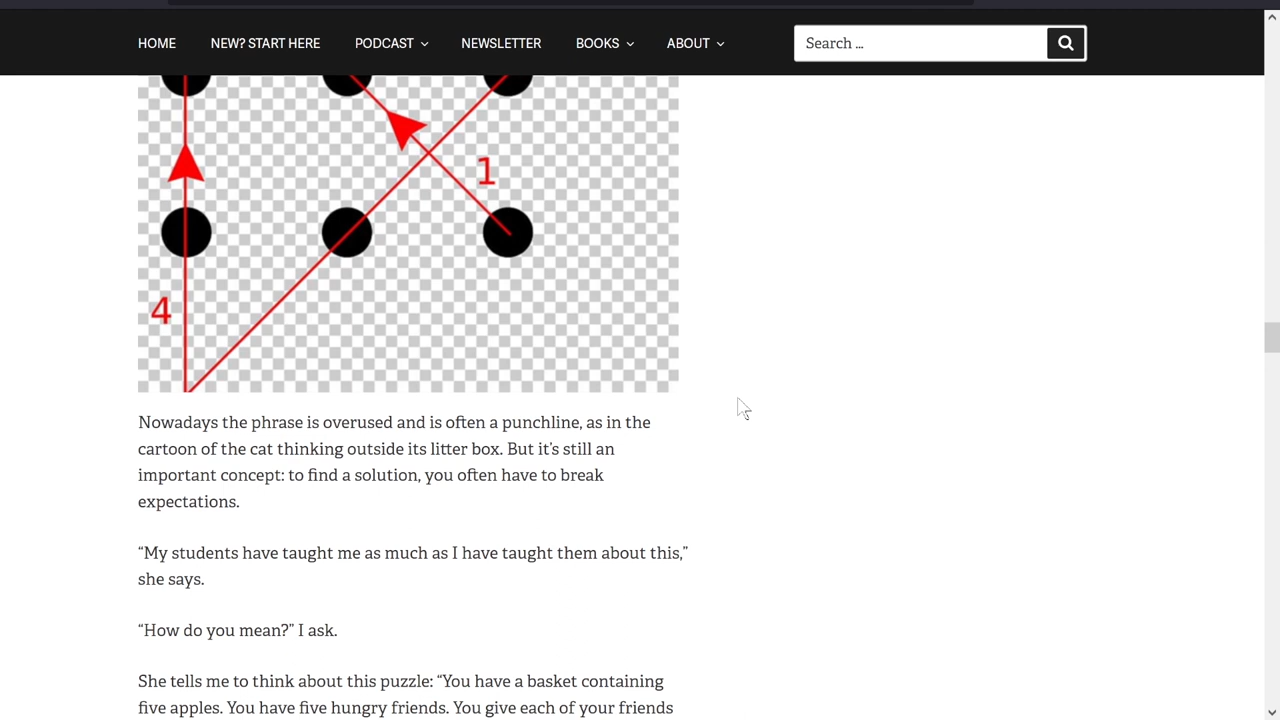 HOME NEW? START HERE PODCAST NEWSLETTER BOOKS ABOUT Search ...
1
4
Nowadays the phrase is overused and is often a punchline, as in the
cartoon of the cat thinking outside its litter box. But it’s still an
important concept: to find a solution, you often have to break
expectations.
“My students have taught me as much as I have taught them about this,”
she says.
“How do you mean?” I ask.
She tells me to think about this puzzle: “You have a basket containing
five apples. You have five hungry friends. You give each of your friends